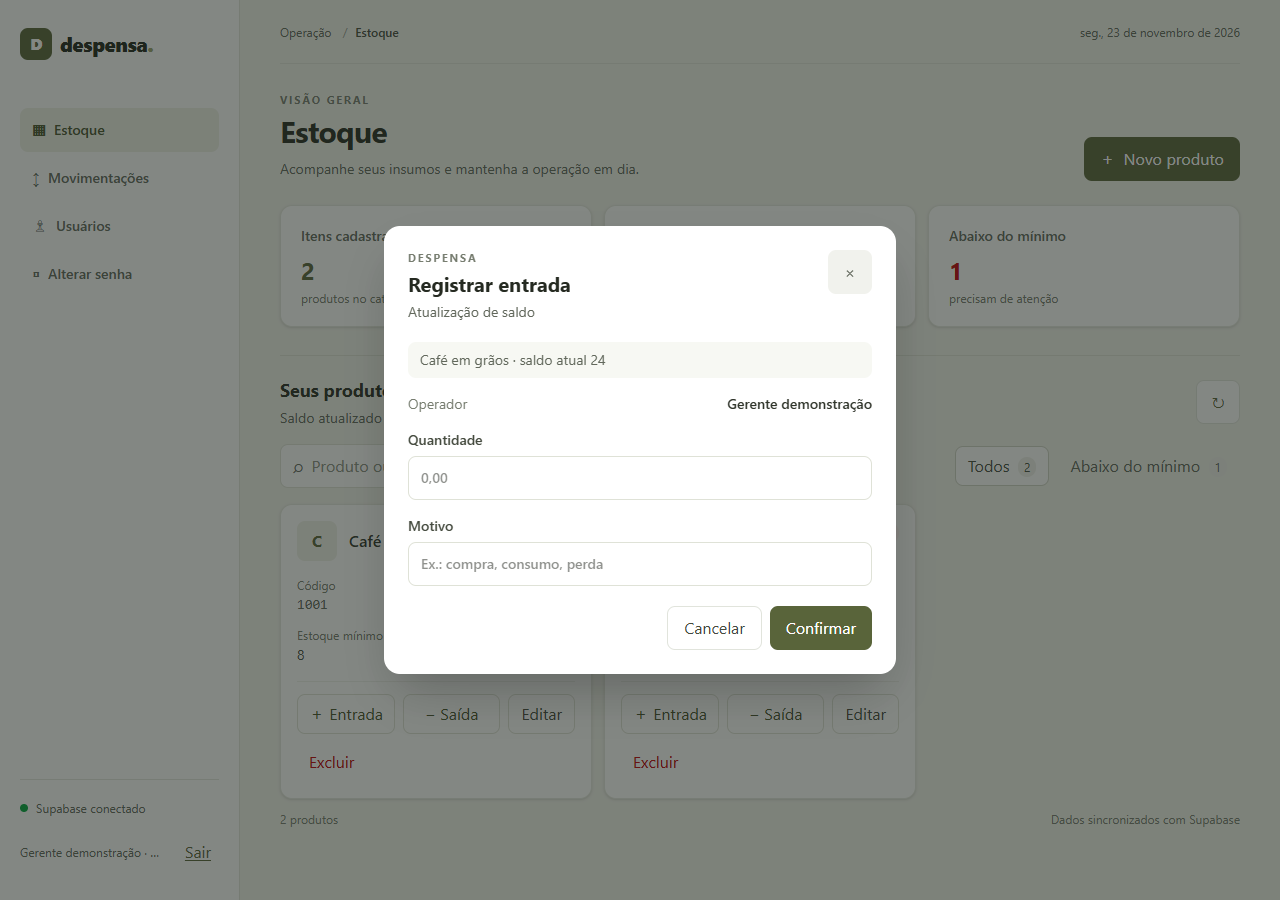 D despensa.
Estoque
Movimentações
Usuários
Alterar senha
Supabase conectado
Gerente demonstração · ... Sair
Operação / Estoque
seg., 23 de novembro de 2026
VISÃO GERAL
Estoque
Acompanhe seus insumos e mantenha a operação em dia.
+ Novo produto
Itens cadastra
2
produtos no cat
Abaixo do mínimo
1
precisam de atenção
Seus produt
Saldo atualizado
↻
Produto o
Todos 2
Abaixo do mínimo 1
C Café
Código
1001
Estoque mínimo
8
+ Entrada – Saída Editar
Excluir
+ Entrada – Saída Editar
Excluir
2 produtos
Dados sincronizados com Supabase
DESPENSA
Registrar entrada
Atualização de saldo
×
Café em grãos · saldo atual 24
Operador Gerente demonstração
Quantidade
0,00
Motivo
Ex.: compra, consumo, perda
Cancelar Confirmar